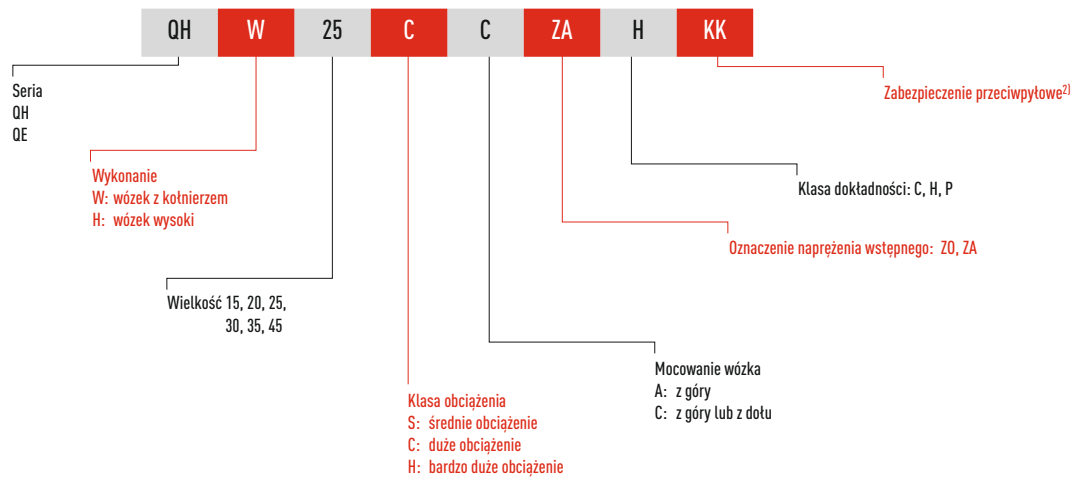 QH W 25 C C ZA H KK
Seria
QH
QE
Zabezpieczenie przeciwpyłowe²⁾
Wykonanie
W: wózek z kołnierzem
H: wózek wysoki
Klasa dokładności: C, H, P
Oznaczenie naprężenia wstępnego: ZO, ZA
Wielkość 15, 20, 25,
30, 35, 45
Mocowanie wózka
A: z góry
C: z góry lub z dołu
Klasa obciążenia
S: średnie obciążenie
C: duże obciążenie
H: bardzo duże obciążenie